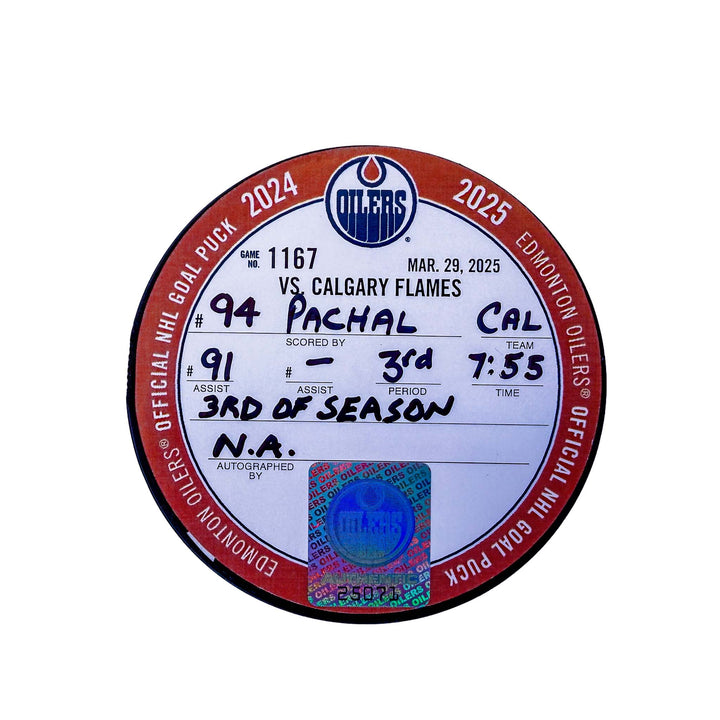 2024
2025
EDMONTON OILERS® OFFICIAL NHL GOAL PUCK
EDMONTON OILERS® OFFICIAL NHL GOAL PUCK
OILERS®
GAME NO. 1167
MAR. 29, 2025
VS. CALGARY FLAMES
# 94 PACHAL CAL
SCORED BY TEAM
# 91 # – 3rd 7:55
ASSIST ASSIST PERIOD TIME
3RD OF SEASON
N.A.
AUTOGRAPHED BY
OILERS
AUTHENTIC
25071